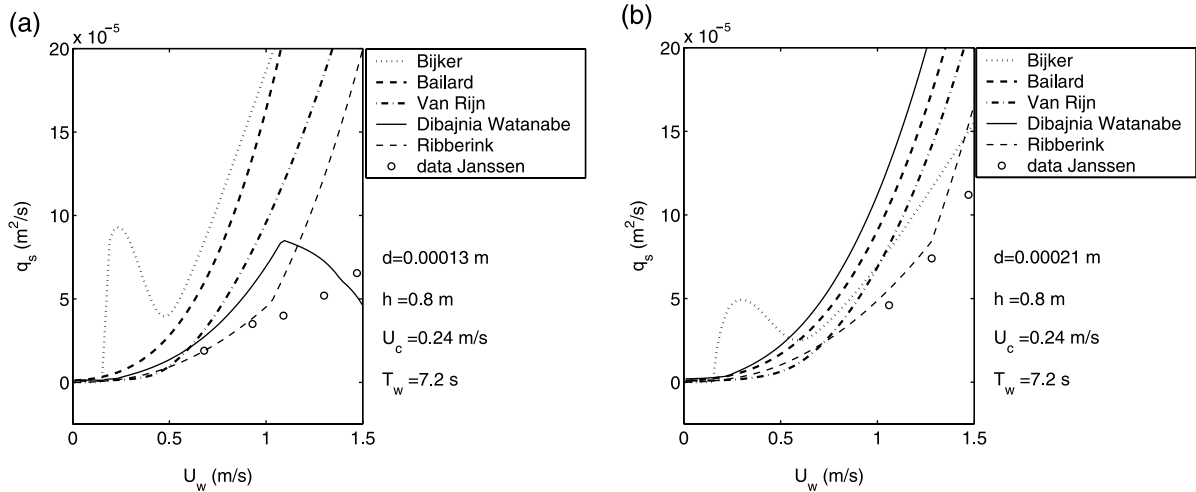 (a)
x 10⁻⁵
20
15
10
5
0
q_s (m²/s)
0 0.5 1 1.5
U_w (m/s)
Bijker
Bailard
Van Rijn
Dibajnia Watanabe
Ribberink
data Janssen
d=0.00013 m
h = 0.8 m
U_c =0.24 m/s
T_w =7.2 s
(b)
x 10⁻⁵
20
15
10
5
0
q_s (m²/s)
0 0.5 1 1.5
U_w (m/s)
Bijker
Bailard
Van Rijn
Dibajnia Watanabe
Ribberink
data Janssen
d=0.00021 m
h = 0.8 m
U_c =0.24 m/s
T_w =7.2 s